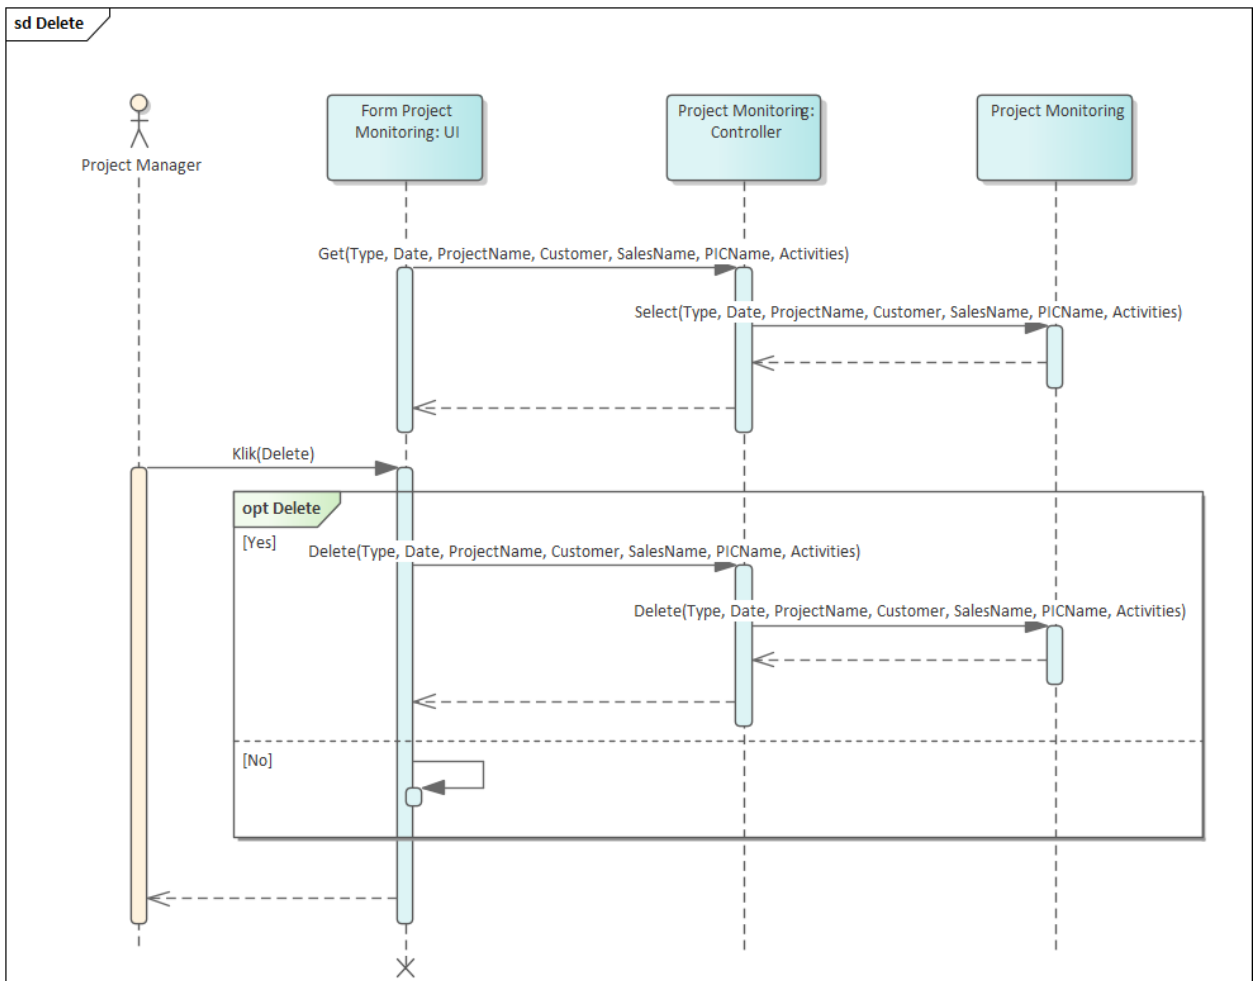 sd Delete
Project Manager
Form Project
Monitoring: UI
Project Monitoring:
Controller
Project Monitoring
Get(Type, Date, ProjectName, Customer, SalesName, PICName, Activities)
Select(Type, Date, ProjectName, Customer, SalesName, PICName, Activities)
Klik(Delete)
opt Delete
[Yes]
Delete(Type, Date, ProjectName, Customer, SalesName, PICName, Activities)
Delete(Type, Date, ProjectName, Customer, SalesName, PICName, Activities)
[No]